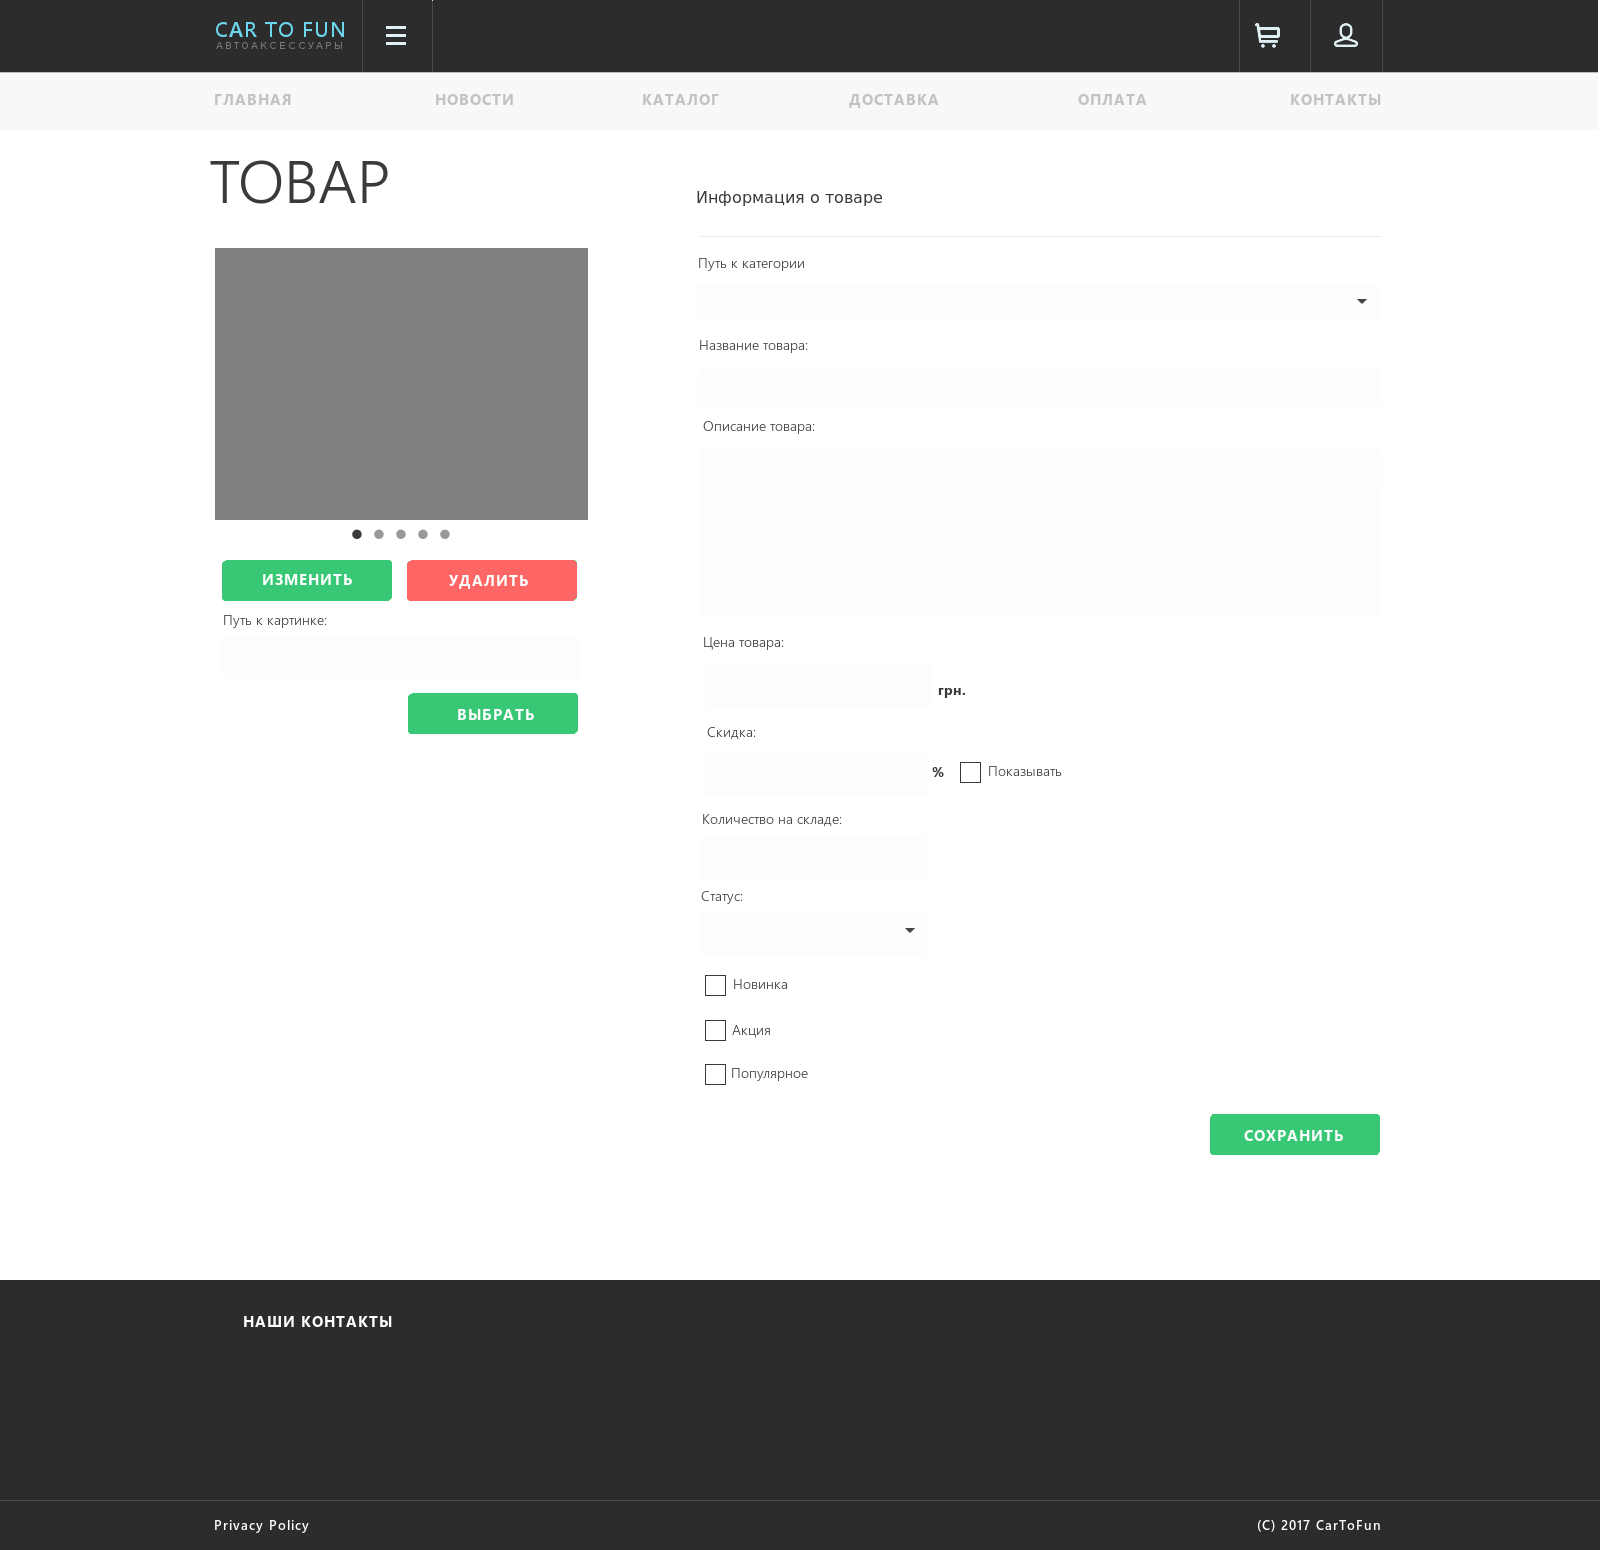 CAR TO FUN
АВТОАКСЕССУАРЫ
ГЛАВНАЯ НОВОСТИ КАТАЛОГ ДОСТАВКА ОПЛАТА КОНТАКТЫ
ТОВАР
ИЗМЕНИТЬ УДАЛИТЬ
Путь к картинке:
ВЫБРАТЬ
Информация о товаре
Путь к категории
Название товара:
Описание товара:
Цена товара:
грн.
Скидка:
% Показывать
Количество на складе:
Статус:
Новинка
Акция
Популярное
СОХРАНИТЬ
НАШИ КОНТАКТЫ
Privacy Policy (C) 2017 CarToFun